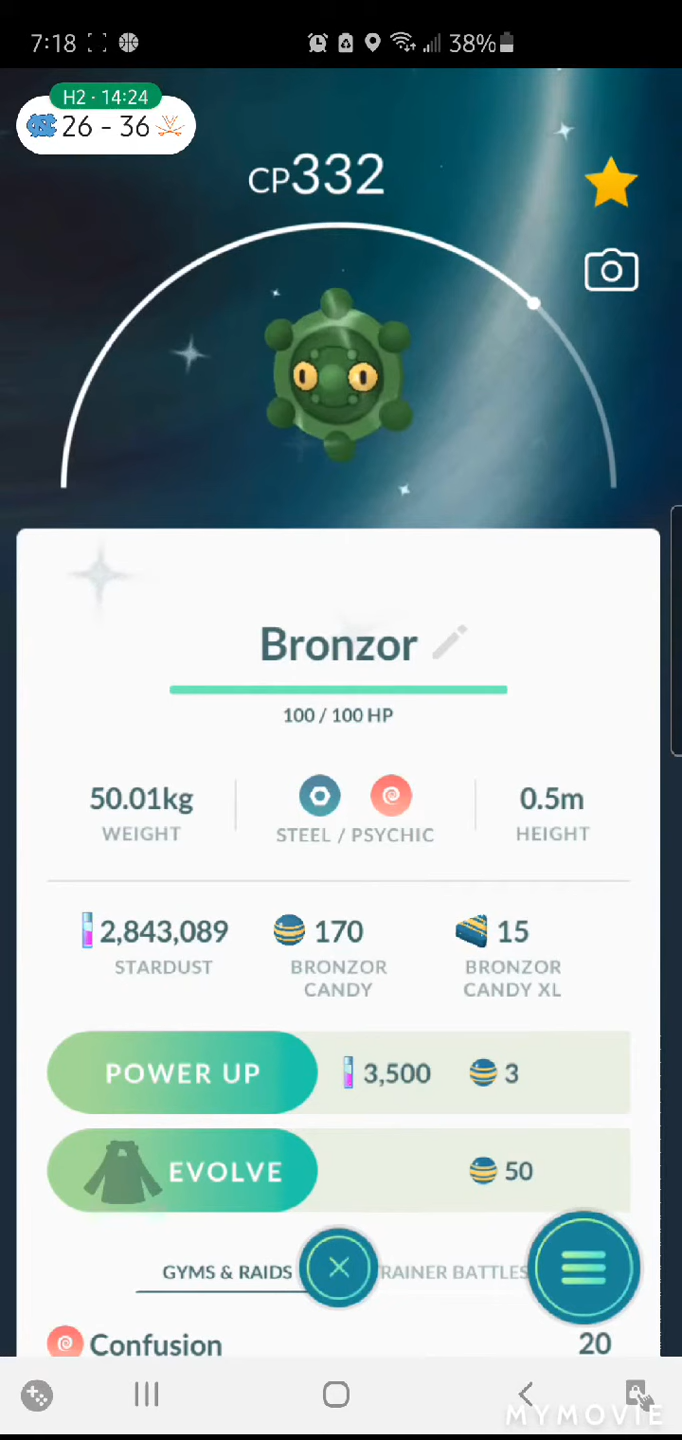 7:18
38%
H2 · 14:24
26 - 36
CP332
Bronzor
100 / 100 HP
50.01kg
WEIGHT
STEEL / PSYCHIC
0.5m
HEIGHT
2,843,089
STARDUST
170
BRONZOR
CANDY
15
BRONZOR
CANDY XL
POWER UP 3,500 3
EVOLVE 50
GYMS & RAIDS TRAINER BATTLES
Confusion 20
MYMOVIE